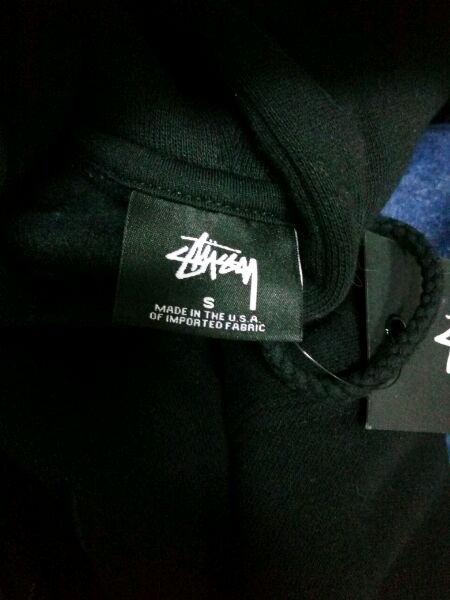 Stüssy
S
MADE IN THE U.S.A.
OF IMPORTED FABRIC